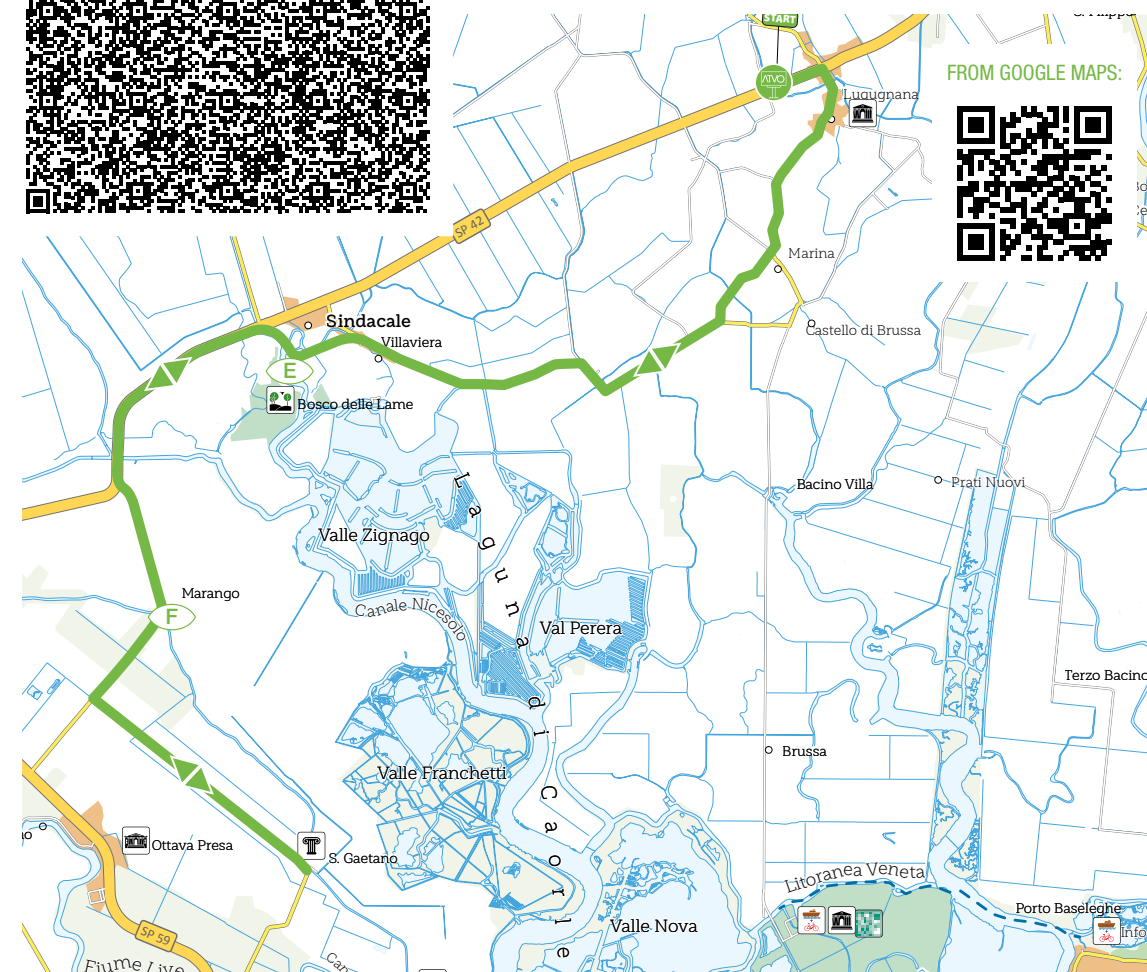 START
ATVO
FROM GOOGLE MAPS:
Lugugnana
SP 42
Marina
Castello di Brussa
Sindacale
Villaviera
E
Bosco delle Lame
Bacino Villa
Prati Nuovi
Valle Zignago
Laguna di Caorle
Marango
F
Canale Nicesolo
Val Perera
Terzo Bacino
Brussa
Valle Franchetti
Ottava Presa
S. Gaetano
Litoranea Veneta
Porto Baseleghe
Info
Valle Nova
SP 59
Fiume Live